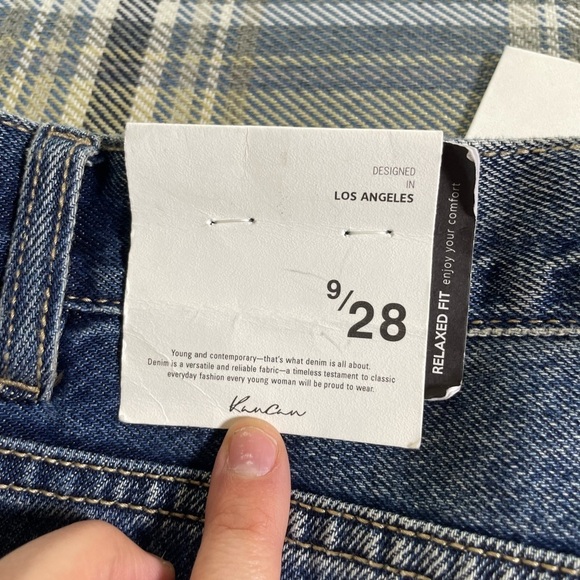 DESIGNED
IN
LOS ANGELES
9/28
Young and contemporary—that's what denim is all about.
Denim is a versatile and reliable fabric—a timeless testament to classic
everyday fashion every young woman will be proud to wear.
KanCan
RELAXED FIT enjoy your comfort